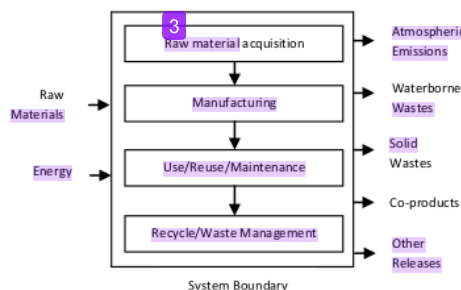 3
Raw material acquisition
Manufacturing
Use/Reuse/Maintenance
Recycle/Waste Management
Raw
Materials
Energy
Atmospheric
Emissions
Waterborne
Wastes
Solid
Wastes
Co-products
Other
Releases
System Boundary